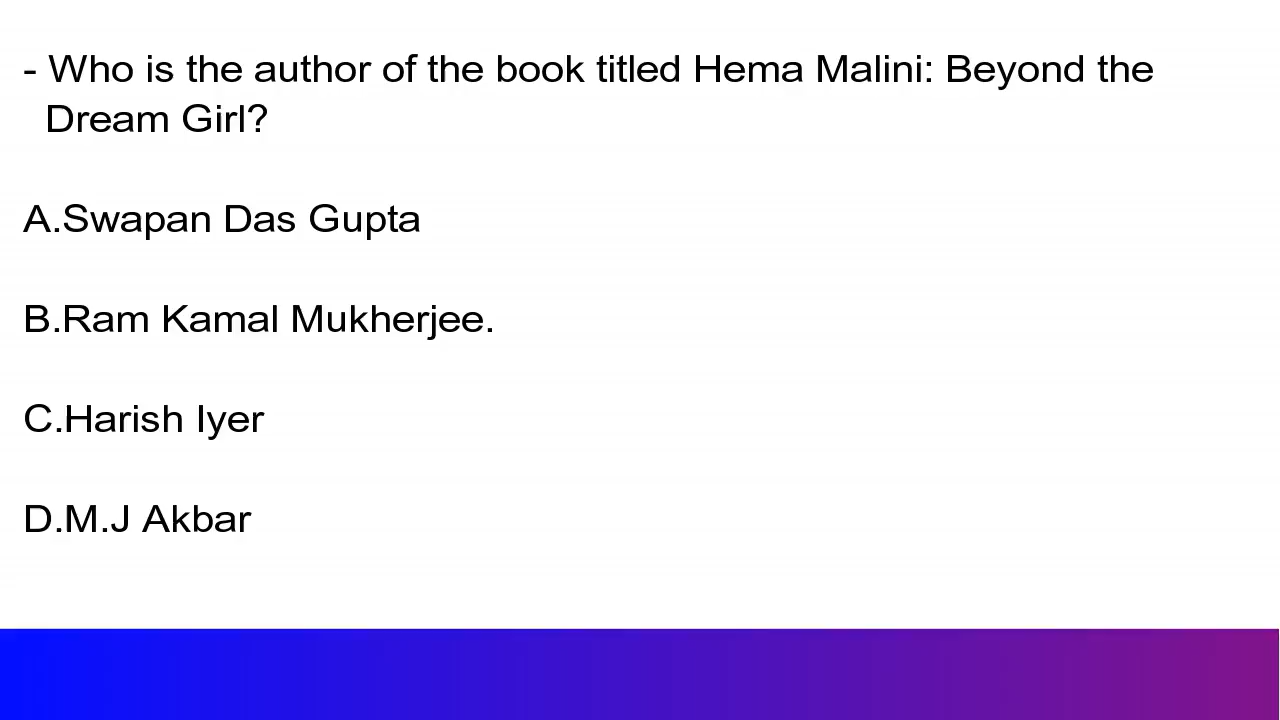 - Who is the author of the book titled Hema Malini: Beyond the
Dream Girl?
A.Swapan Das Gupta
B.Ram Kamal Mukherjee.
C.Harish Iyer
D.M.J Akbar